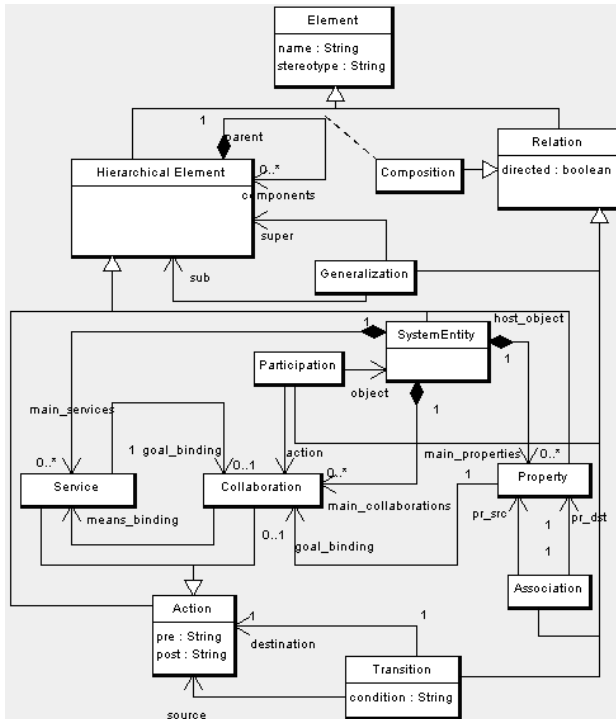 Element
name : String
stereotype : String
1
parent
Relation
directed : boolean
Hierarchical Element
0..*
Composition
components
super
Generalization
sub
host_object
1
SystemEntity
1
Participation
object
1
main_services
1
goal_binding
action
main_properties
0..*
0..*
0..1
0..*
Service
Collaboration
Property
means_binding
main_collaborations
1
pr_src
pr_dst
1
0..1
goal_binding
1
Association
Action
pre : String
post : String
1
1
destination
Transition
condition : String
source